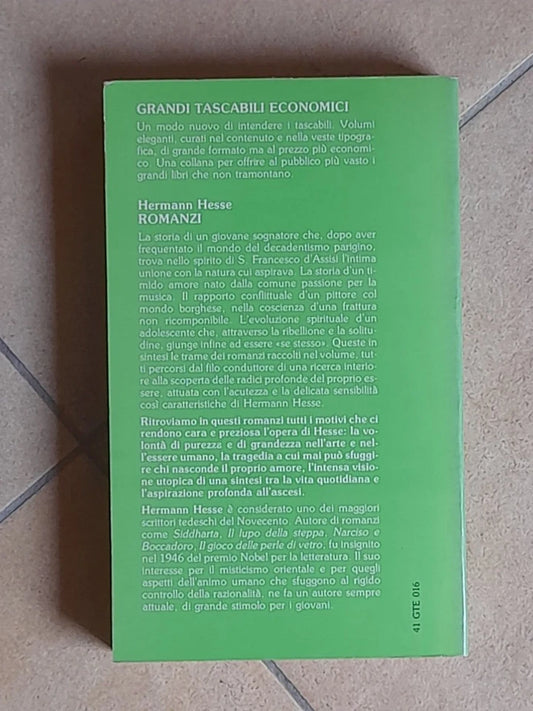 GRANDI TASCABILI ECONOMICI
Un modo nuovo di intendere i tascabili. Volumi
eleganti, curati nel contenuto e nella veste tipogra-
fica, di grande formato ma al prezzo più economi-
co. Una collana per offrire al pubblico più vasto i
grandi libri che non tramontano.
Hermann Hesse
ROMANZI
La storia di un giovane sognatore che, dopo aver
frequentato il mondo del decadentismo parigino,
trova nello spirito di S. Francesco d'Assisi l'intima
unione con la natura cui aspirava. La storia d'un ti-
mido amore nato dalla comune passione per la
musica. Il rapporto conflittuale d'un pittore col
mondo borghese, nella coscienza d'una frattura
non ricomponibile. L'evoluzione spirituale d'un
adolescente che, attraverso la ribellione e la solitu-
dine, giunge infine ad essere «se stesso». Queste in
sintesi le trame dei romanzi raccolti nel volume, tut-
ti percorsi dal filo conduttore di una ricerca interio-
re alla scoperta delle radici profonde del proprio es-
sere, attuata con l'acutezza e la delicata sensibilità
così caratteristiche di Hermann Hesse.
Ritroviamo in questi romanzi tutti i motivi che ci
rendono cara e preziosa l'opera di Hesse: la vo-
lontà di purezza e di grandezza nell'arte e nel-
l'essere umano, la tragedia a cui mai può sfuggi-
re chi nasconde il proprio amore, l'intensa visio-
ne utopica di una sintesi tra la vita quotidiana e
l'aspirazione profonda all'ascesi.
Hermann Hesse è considerato uno dei maggiori
scrittori tedeschi del Novecento. Autore di romanzi
come Siddharta, Il lupo della steppa, Narciso e
Boccadoro, Il gioco delle perle di vetro, fu insignito
nel 1946 del premio Nobel per la letteratura. Il suo
interesse per il misticismo orientale e per quegli
aspetti dell'animo umano che sfuggono al rigido
controllo della razionalità, ne fa un autore sempre
attuale, di grande stimolo per i giovani.
41 GTE 016